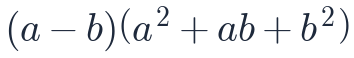 (a − b)(a² + ab + b²)